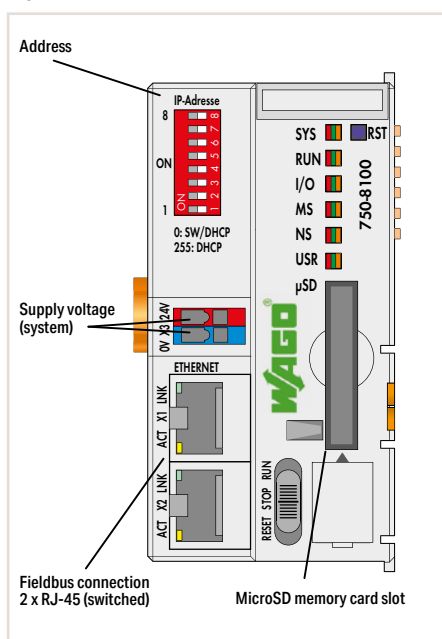 Address
IP-Adresse
8
ON
1
ON
1 2 3 4 5 6 7 8
0: SW/DHCP
255: DHCP
SYS
RST
RUN
I/O
MS
NS
USR
750-8100
µSD
Supply voltage
(system)
0V X3 24V
WAGO
ETHERNET
ACT X1 LNK
ACT X2 LNK
RESET STOP RUN
Fieldbus connection
2 x RJ-45 (switched)
MicroSD memory card slot